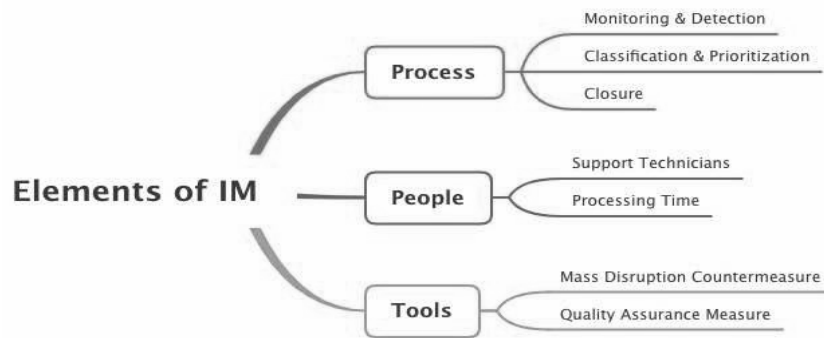 Elements of IM
Process
Monitoring & Detection
Classification & Prioritization
Closure
People
Support Technicians
Processing Time
Tools
Mass Disruption Countermeasure
Quality Assurance Measure